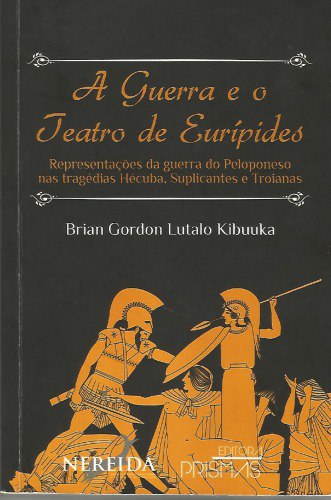 A Guerra e o
Teatro de Eurípides
Representações da guerra do Peloponeso
nas tragédias Hécuba, Suplicantes e Troianas
Brian Gordon Lutalo Kibuuka
NEREIDA
EDITORA
PRISMAS